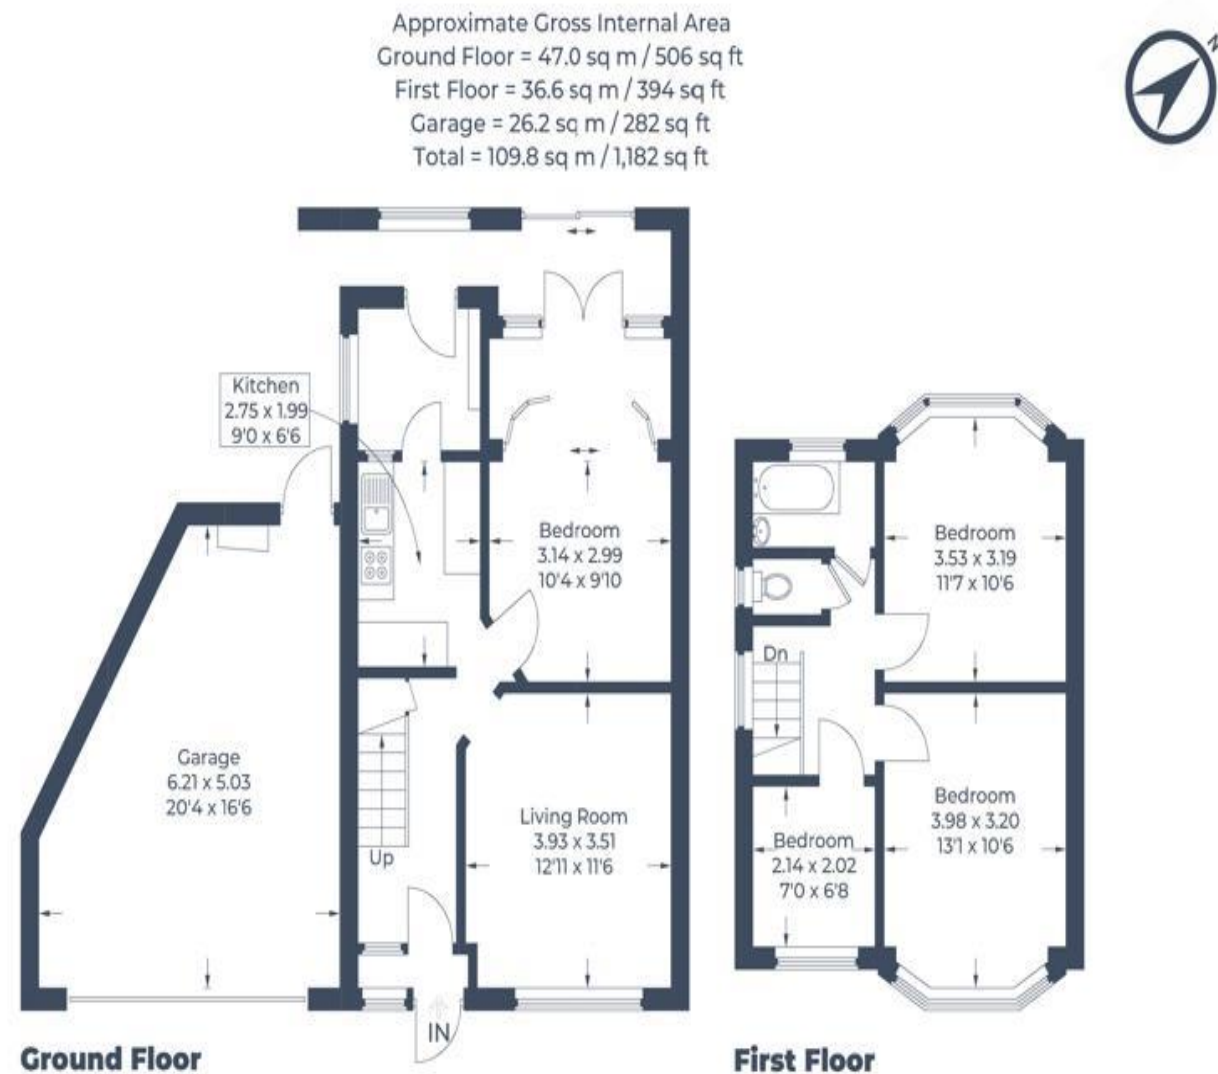 Approximate Gross Internal Area
Ground Floor = 47.0 sq m / 506 sq ft
First Floor = 36.6 sq m / 394 sq ft
Garage = 26.2 sq m / 282 sq ft
Total = 109.8 sq m / 1,182 sq ft
N
Kitchen
2.75 x 1.99
9'0 x 6'6
Bedroom
3.14 x 2.99
10'4 x 9'10
Garage
6.21 x 5.03
20'4 x 16'6
Living Room
3.93 x 3.51
12'11 x 11'6
Up
IN
Ground Floor
Bedroom
3.53 x 3.19
11'7 x 10'6
Dn
Bedroom
3.98 x 3.20
13'1 x 10'6
Bedroom
2.14 x 2.02
7'0 x 6'8
First Floor